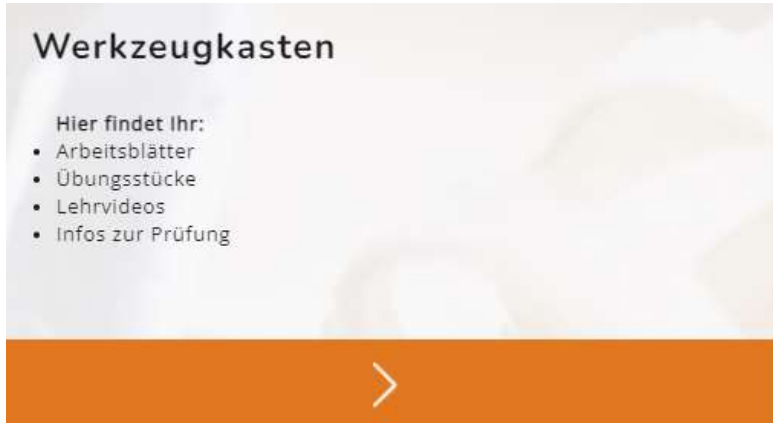 Werkzeugkasten
Hier findet Ihr:
• Arbeitsblätter
• Übungsstücke
• Lehrvideos
• Infos zur Prüfung